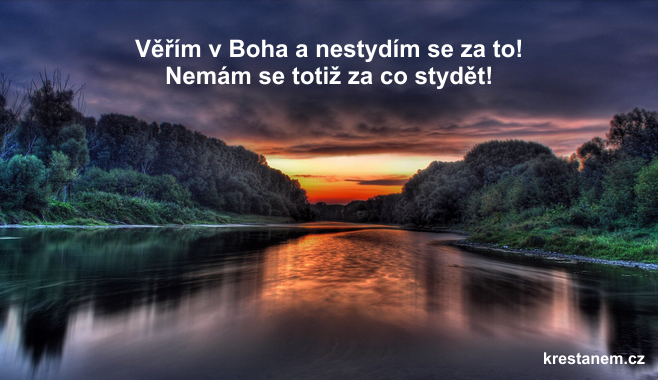 Věřím v Boha a nestydím se za to!
Nemám se totiž za co stydět!
krestanem.cz